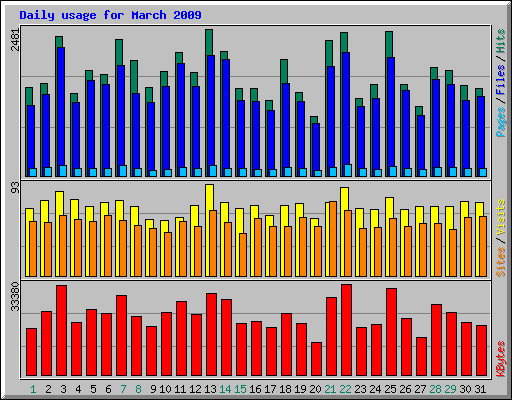 Daily usage for March 2009
2481
Pages / Files / Hits
93
Sites / Visits
33380
KBytes
1 2 3 4 5 6 7 8 9 10 11 12 13 14 15 16 17 18 19 20 21 22 23 24 25 26 27 28 29 30 31